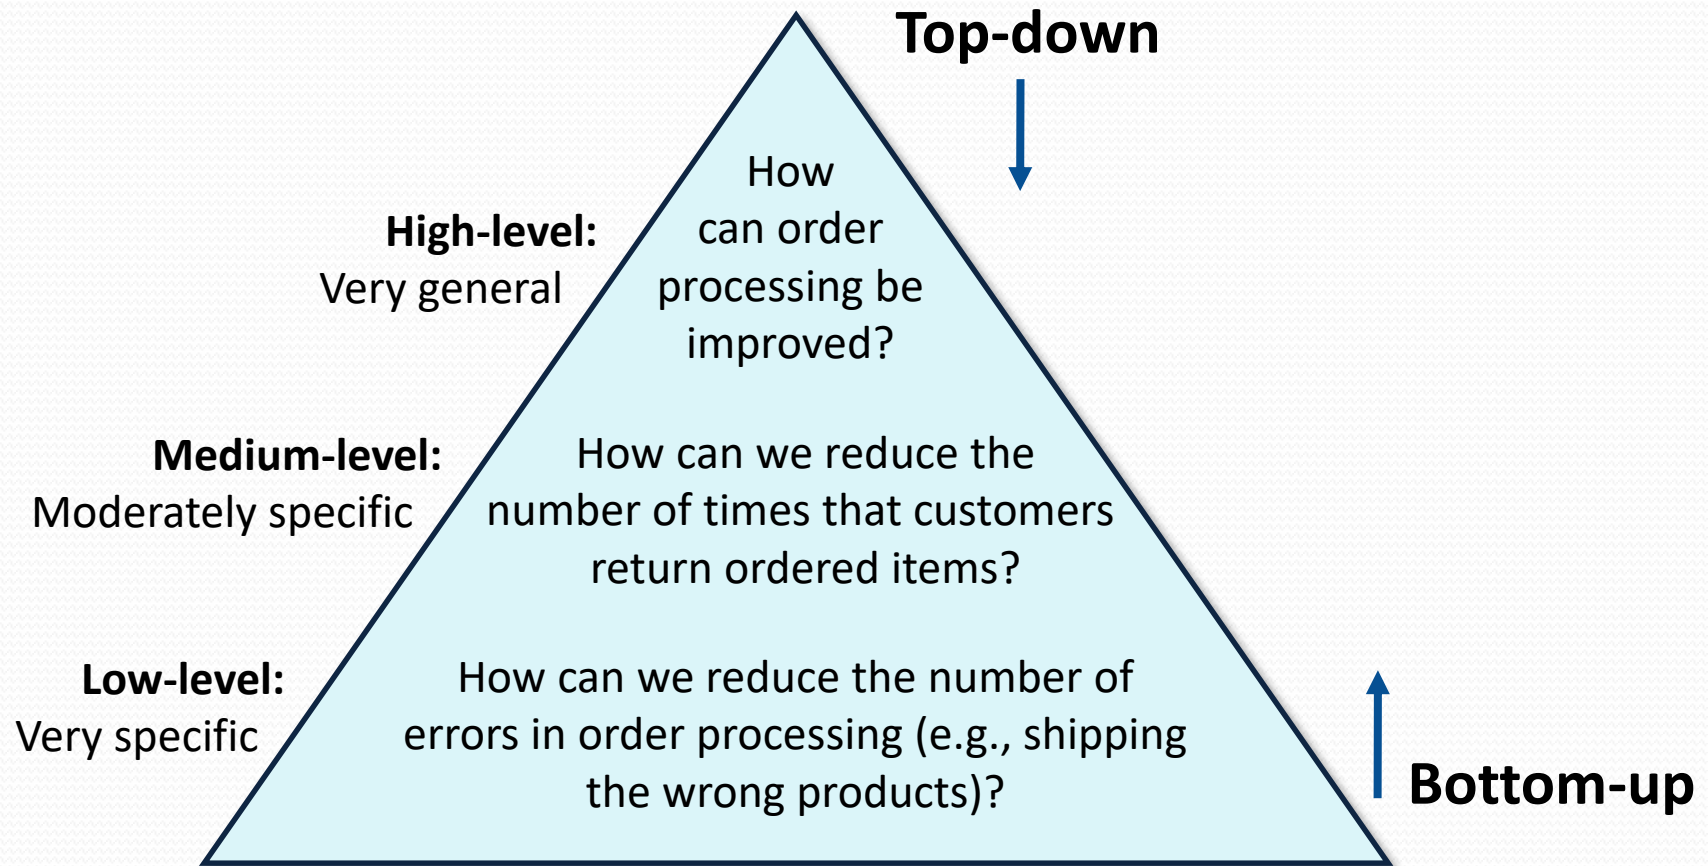 Top-down
How
can order
processing be
improved?
High-level:
Very general
How can we reduce the
number of times that customers
return ordered items?
Medium-level:
Moderately specific
How can we reduce the number of
errors in order processing (e.g., shipping
the wrong products)?
Low-level:
Very specific
Bottom-up